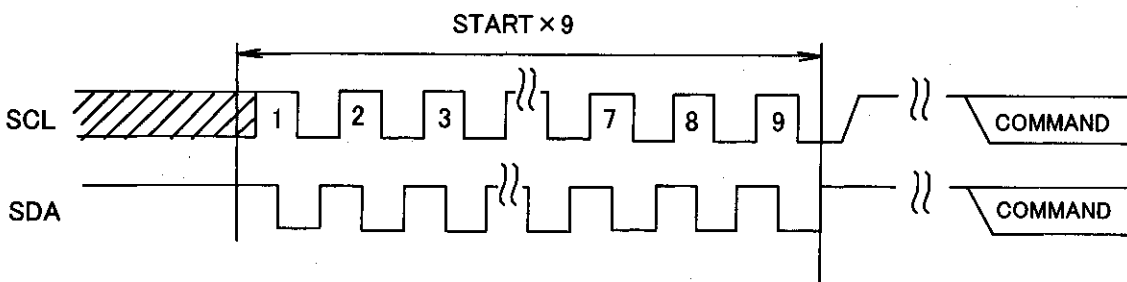 START×9
SCL 1 2 3 7 8 9 COMMAND
SDA COMMAND